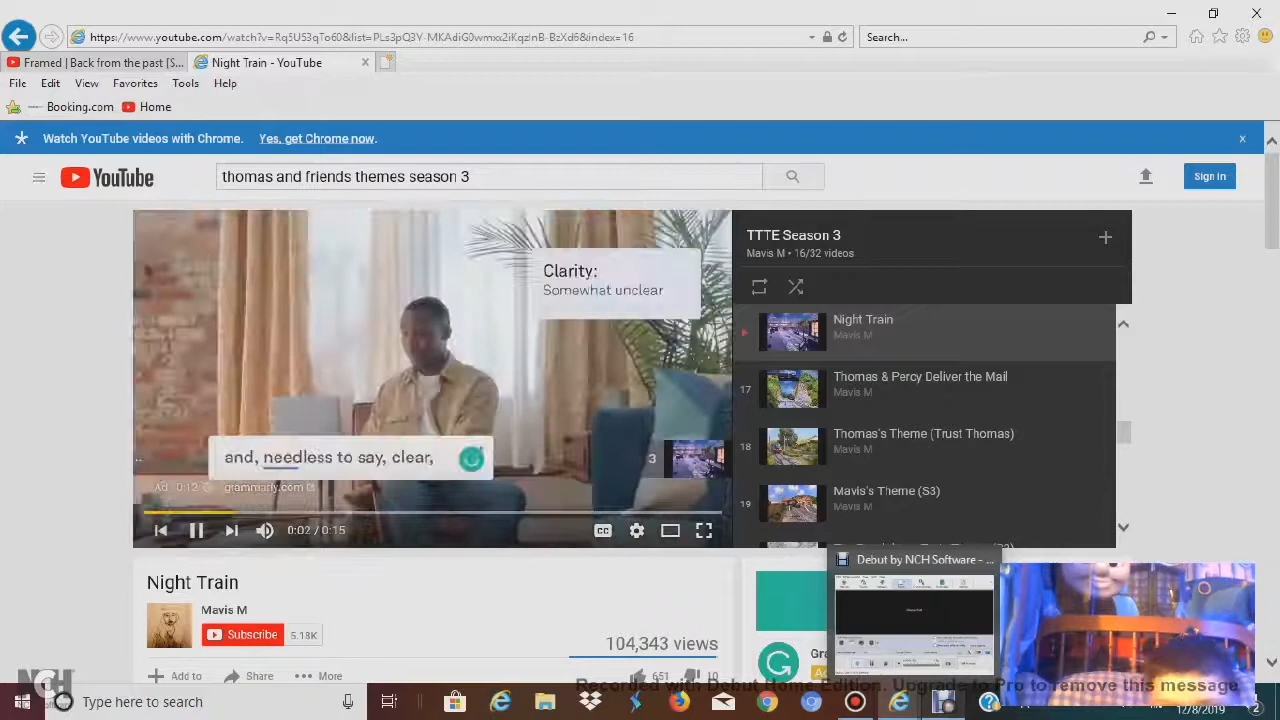 https://www.youtube.com/watch?v=Rq5U53qTo60&list=PLs3pQ3Y-MKAdiG0wmxx2iKqzInB-BzXd6&index=16
Search...
Framed | Back from the past [S...
Night Train - YouTube
File Edit View Favorites Tools Help
Booking.com Home
Watch YouTube videos with Chrome. Yes, get Chrome now.
YouTube
thomas and friends themes season 3
Sign In
Clarity:
Somewhat unclear
and, needless to say, clear,
3
Ad · 0:12
grammarly.com
0:02 / 0:15
CC
TTTE Season 3
Mavis M • 16/32 videos
Night Train
Mavis M
17
Thomas & Percy Deliver the Mail
Mavis M
18
Thomas's Theme (Trust Thomas)
Mavis M
19
Mavis's Theme (S3)
Mavis M
Debut by NCH Software - ...
Night Train
Mavis M
Subscribe 5.18K
104,343 views
Add to Share More
651 10
NCH
Recorded with Debut Home Edition. Upgrade to Pro to remove this message
Type here to search
12/8/2019
2